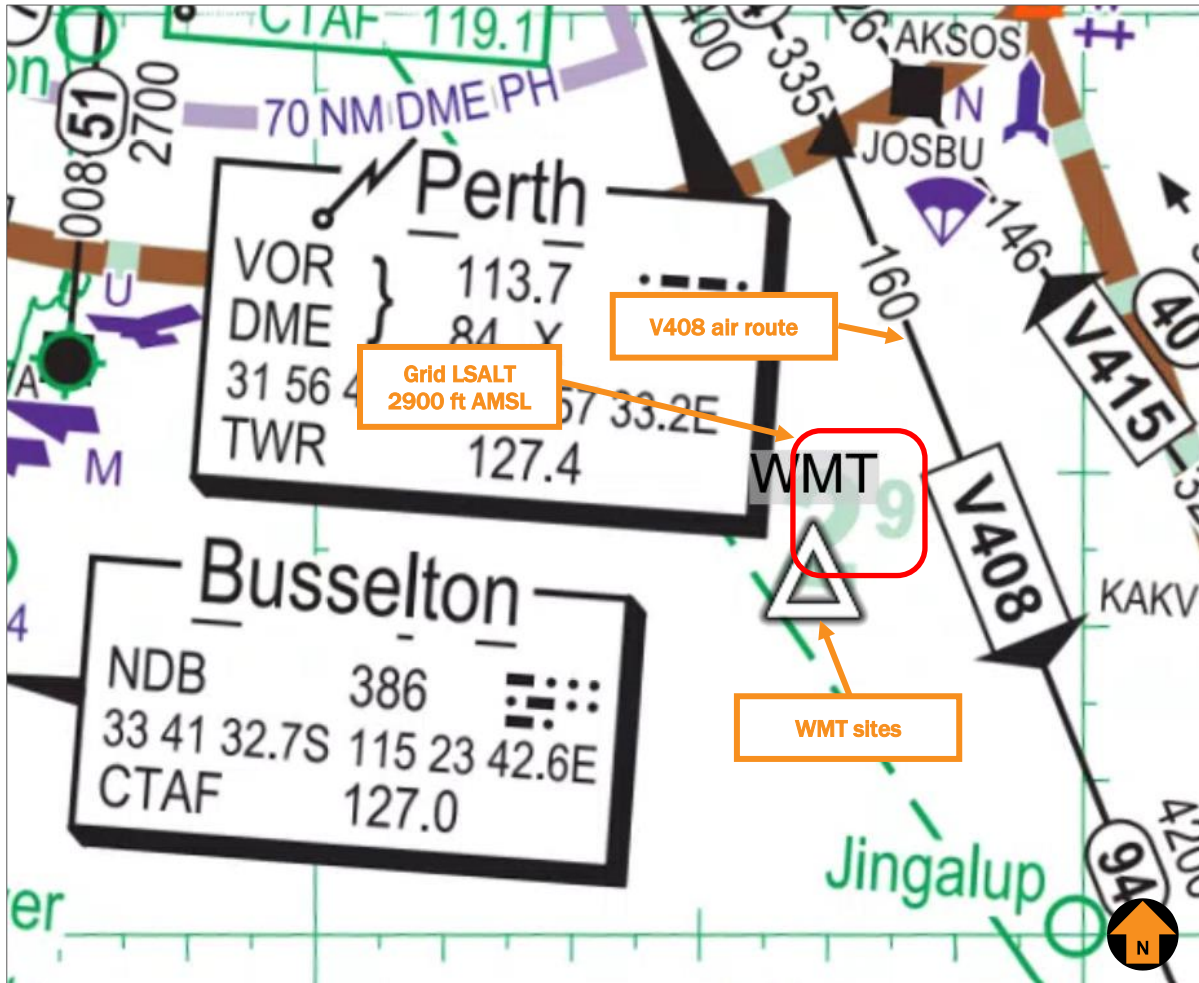 CTAF 119.1
on
51
008
2700
70 NM DME PH
400
335
26
AKSOS
N
JOSBU
146
160
40
V415
Perth
VOR
DME
}
113.7
84 X
31 56 4
57 33.2E
TWR
127.4
U
A
M
V408 air route
Grid LSALT
2900 ft AMSL
WMT
9
V408
KAKV
4
Busselton
NDB 386
33 41 32.7S 115 23 42.6E
CTAF 127.0
WMT sites
Jingalup
94
4200
er
N